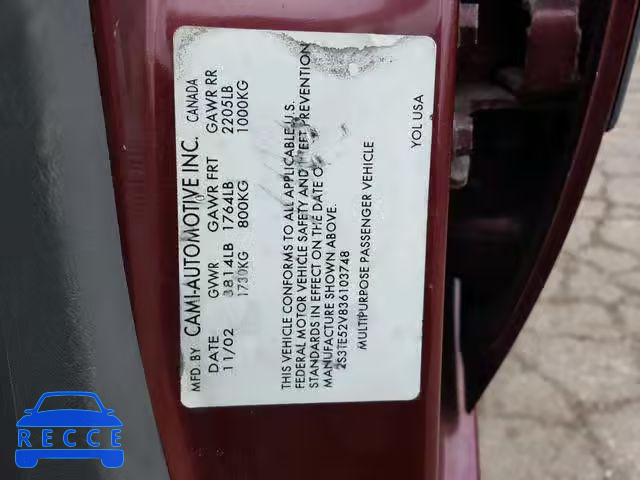 MFD. BY CAMI-AUTOMOTIVE INC. CANADA
DATE GVWR GAWR FRT GAWR RR
11/02 3814LB 1764LB 2205LB
1730KG 800KG 1000KG
THIS VEHICLE CONFORMS TO ALL APPLICABLE U.S.
FEDERAL MOTOR VEHICLE SAFETY AND THEFT PREVENTION
STANDARDS IN EFFECT ON THE DATE OF
MANUFACTURE SHOWN ABOVE.
2S3TE52V836103748
MULTIPURPOSE PASSENGER VEHICLE
YOL USA
RECCE